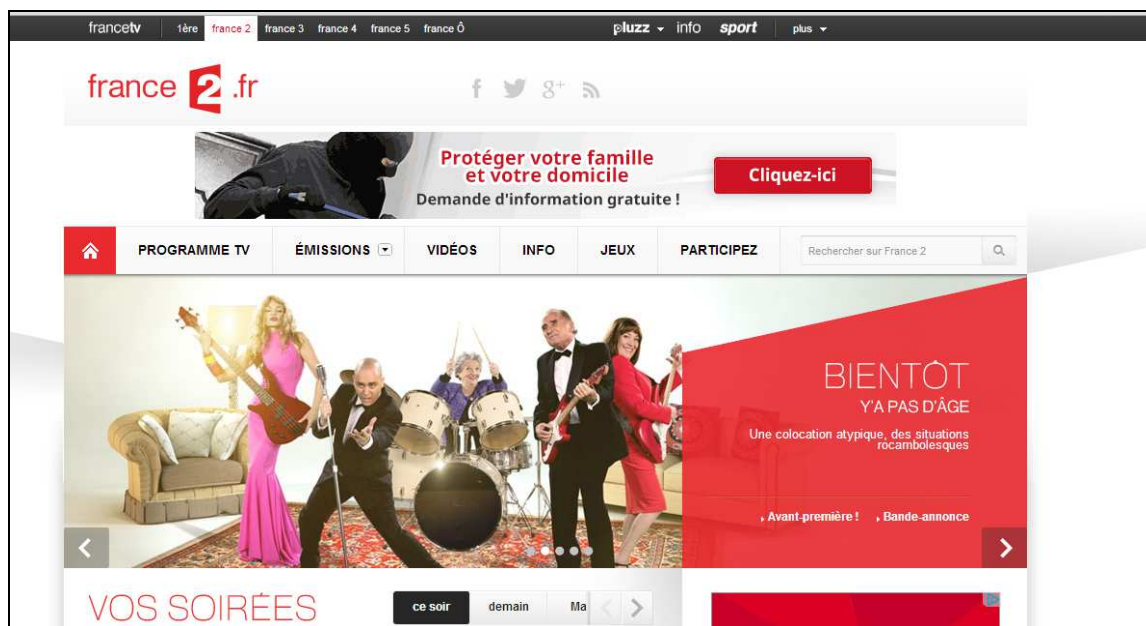 francetv 1ère france 2 france 3 france 4 france 5 france Ô pluzz info sport plus
france 2 .fr f g+
Protéger votre famille
et votre domicile
Demande d'information gratuite !
Cliquez-ici
PROGRAMME TV ÉMISSIONS VIDÉOS INFO JEUX PARTICIPEZ Rechercher sur France 2
BIENTÔT
Y'A PAS D'ÂGE
Une colocation atypique, des situations
rocambolesques
Avant-première ! Bande-annonce
VOS SOIRÉES ce soir demain Ma